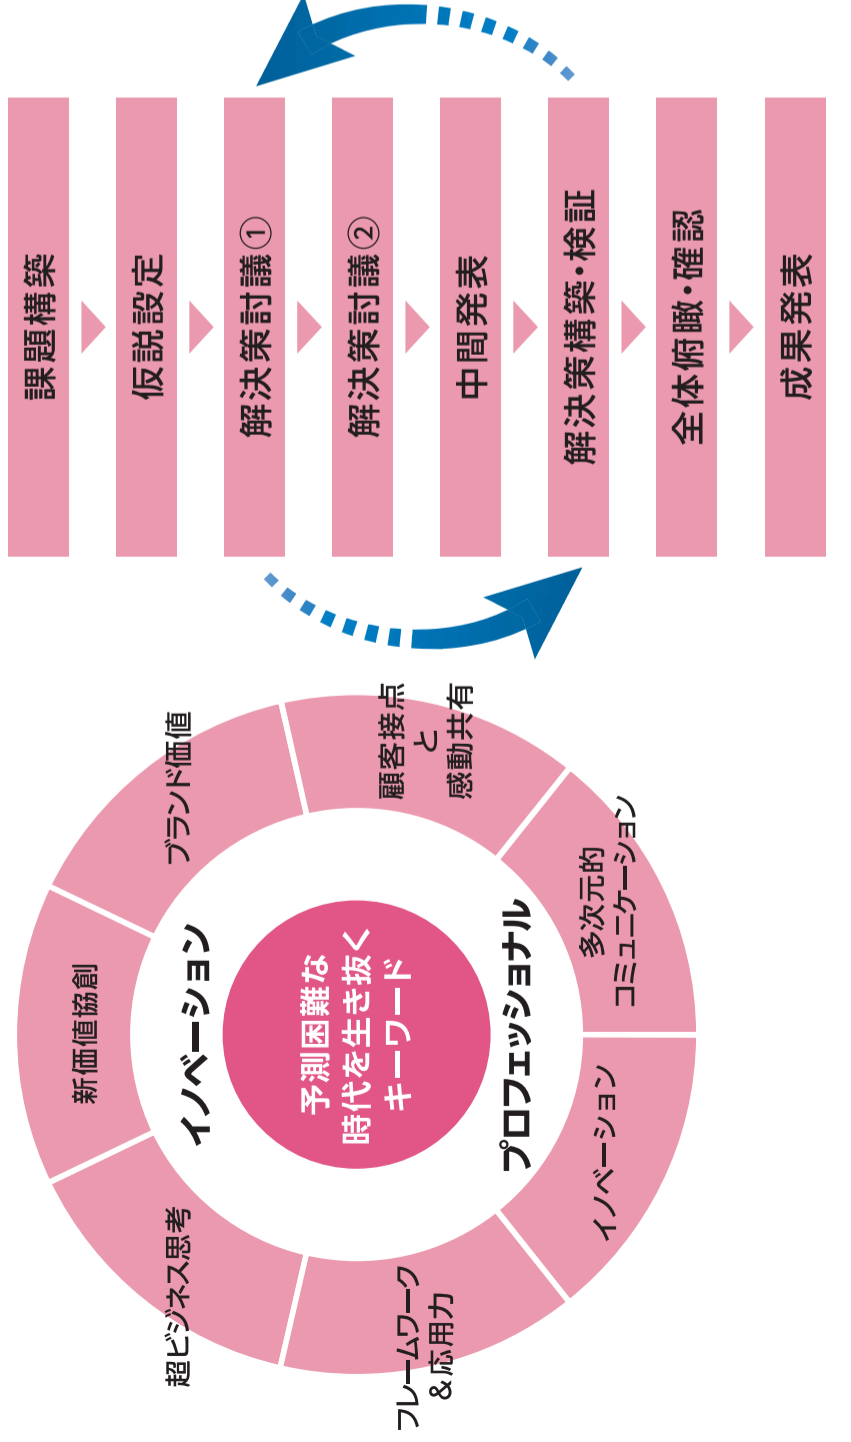 新価値協創
ブランド価値
顧客接点
と
感動共有
多次元的
コミュニケーション
イノベーション
フレームワーク
&応用力
超ビジネス思考
イノベーション
予測困難な
時代を生き抜く
キーワード
プロフェッショナル
課題構築
仮説設定
解決策討議①
解決策討議②
中間発表
解決策構築・検証
全体俯瞰・確認
成果発表